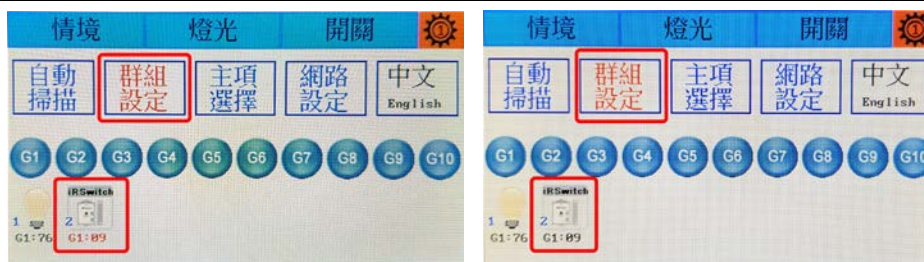 情境 燈光 開關 1
自動掃描 群組設定 主項選擇 網路設定 中文 English
G1 G2 G3 G4 G5 G6 G7 G8 G9 G10
iRSwitch
1 2
G1:76 G1:09
情境 燈光 開關 1
自動掃描 群組設定 主項選擇 網路設定 中文 English
G1 G2 G3 G4 G5 G6 G7 G8 G9 G10
iRSwitch
1 2
G1:76 G1:09